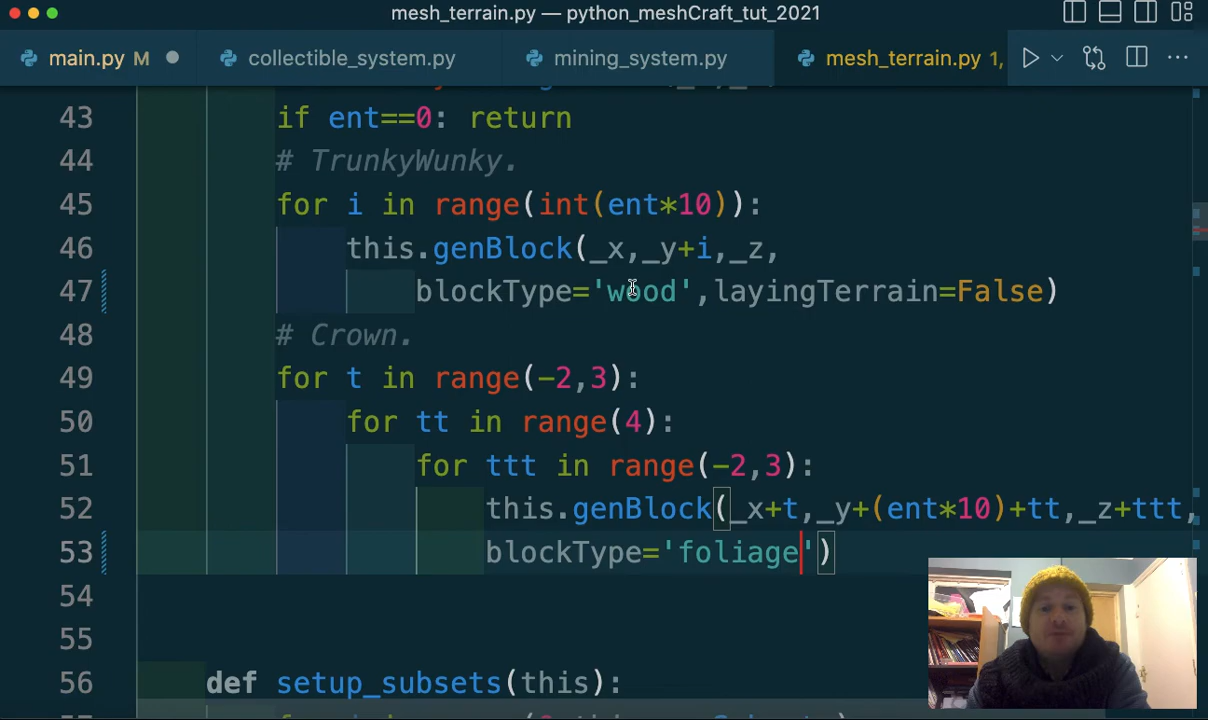 mesh_terrain.py — python_meshCraft_tut_2021
main.py M collectible_system.py mining_system.py mesh_terrain.py 1,
43 if ent==0: return
44 # TrunkyWunky.
45 for i in range(int(ent*10)):
46 this.genBlock(_x,_y+i,_z,
47 blockType='wood',layingTerrain=False)
48 # Crown.
49 for t in range(-2,3):
50 for tt in range(4):
51 for ttt in range(-2,3):
52 this.genBlock(_x+t,_y+(ent*10)+tt,_z+ttt,
53 blockType='foliage')
54
55
56 def setup_subsets(this):